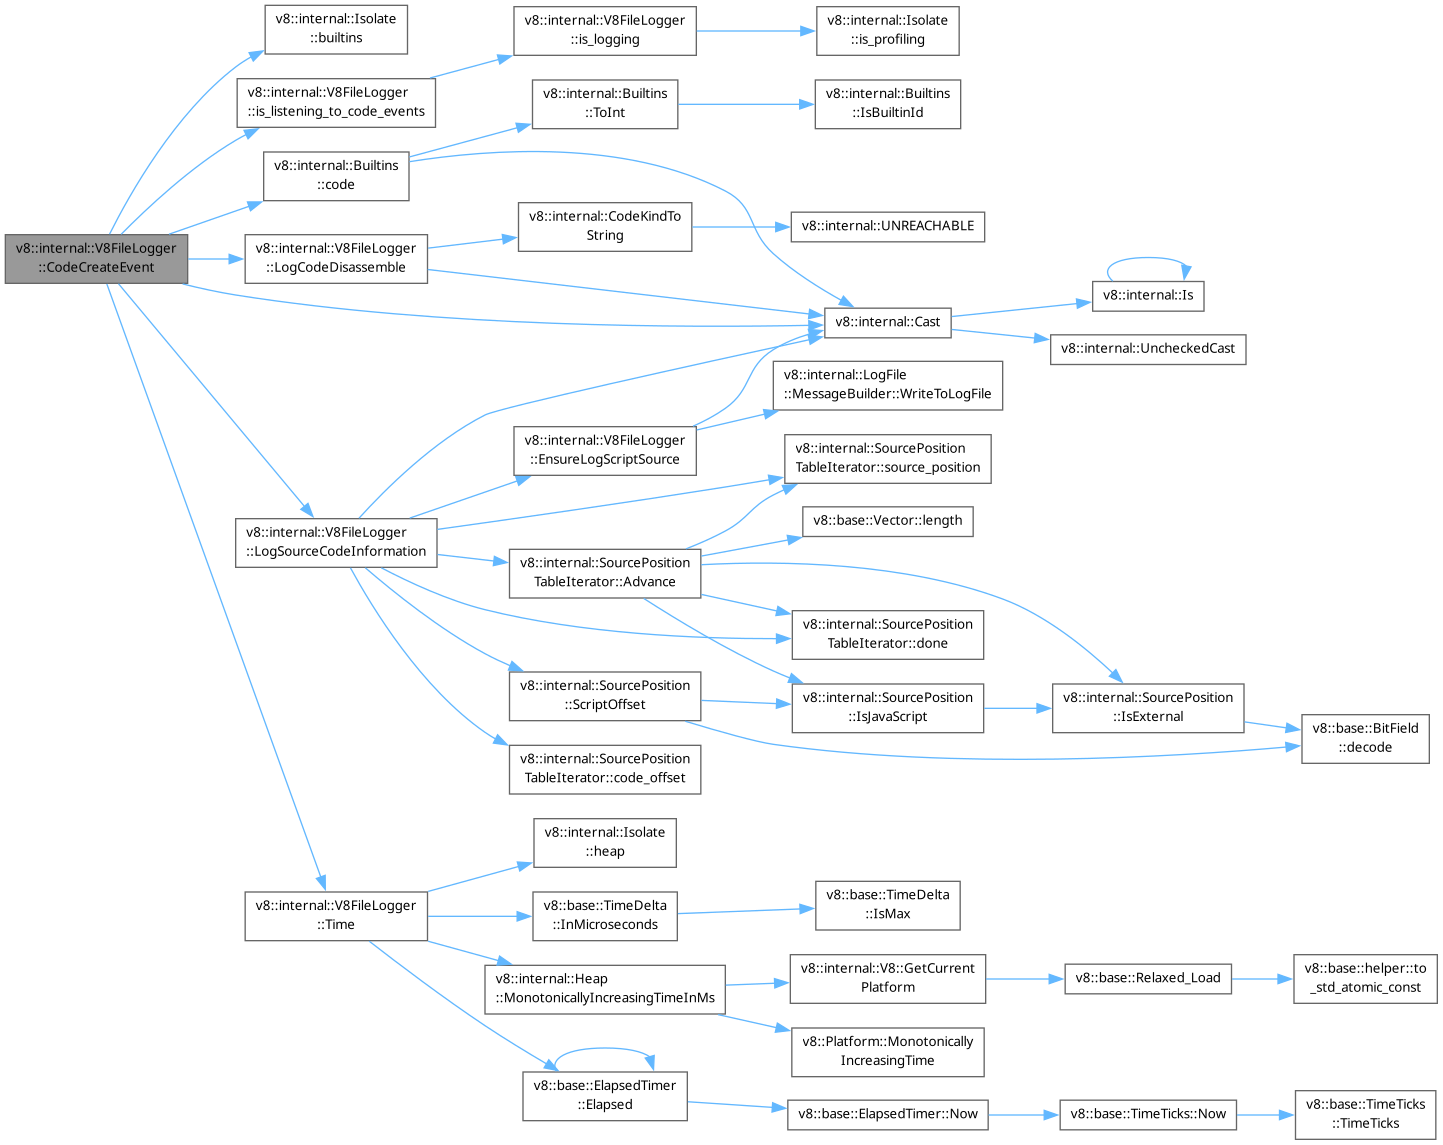 v8::internal::V8FileLogger
::CodeCreateEvent
v8::internal::Isolate
::builtins
v8::internal::V8FileLogger
::is_listening_to_code_events
v8::internal::V8FileLogger
::is_logging
v8::internal::Isolate
::is_profiling
v8::internal::Builtins
::code
v8::internal::Builtins
::ToInt
v8::internal::Builtins
::IsBuiltinId
v8::internal::V8FileLogger
::LogCodeDisassemble
v8::internal::CodeKindTo
String
v8::internal::UNREACHABLE
v8::internal::Cast
v8::internal::Is
v8::internal::UncheckedCast
v8::internal::V8FileLogger
::LogSourceCodeInformation
v8::internal::V8FileLogger
::EnsureLogScriptSource
v8::internal::LogFile
::MessageBuilder::WriteToLogFile
v8::internal::SourcePosition
TableIterator::source_position
v8::internal::SourcePosition
TableIterator::Advance
v8::base::Vector::length
v8::internal::SourcePosition
TableIterator::done
v8::internal::SourcePosition
::ScriptOffset
v8::internal::SourcePosition
::IsJavaScript
v8::internal::SourcePosition
::IsExternal
v8::base::BitField
::decode
v8::internal::SourcePosition
TableIterator::code_offset
v8::internal::V8FileLogger
::Time
v8::internal::Isolate
::heap
v8::base::TimeDelta
::InMicroseconds
v8::base::TimeDelta
::IsMax
v8::internal::Heap
::MonotonicallyIncreasingTimeInMs
v8::internal::V8::GetCurrent
Platform
v8::base::Relaxed_Load
v8::base::helper::to
_std_atomic_const
v8::Platform::Monotonically
IncreasingTime
v8::base::ElapsedTimer
::Elapsed
v8::base::ElapsedTimer::Now
v8::base::TimeTicks::Now
v8::base::TimeTicks
::TimeTicks